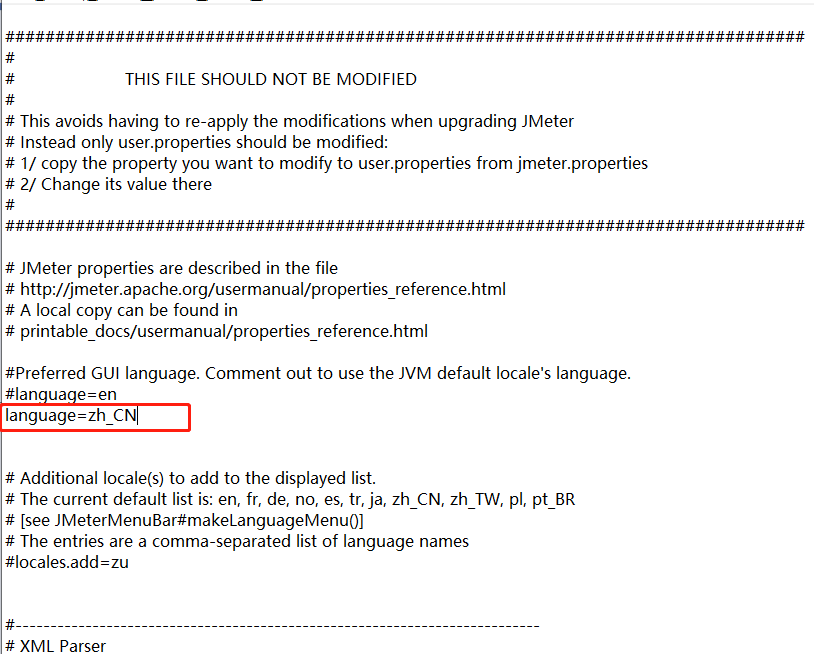 ################################################################################
#
# THIS FILE SHOULD NOT BE MODIFIED
#
# This avoids having to re-apply the modifications when upgrading JMeter
# Instead only user.properties should be modified:
# 1/ copy the property you want to modify to user.properties from jmeter.properties
# 2/ Change its value there
#
################################################################################
# JMeter properties are described in the file
# http://jmeter.apache.org/usermanual/properties_reference.html
# A local copy can be found in
# printable_docs/usermanual/properties_reference.html
#Preferred GUI language. Comment out to use the JVM default locale's language.
#language=en
language=zh_CN
# Additional locale(s) to add to the displayed list.
# The current default list is: en, fr, de, no, es, tr, ja, zh_CN, zh_TW, pl, pt_BR
# [see JMeterMenuBar#makeLanguageMenu()]
# The entries are a comma-separated list of language names
#locales.add=zu
#---------------------------------------------------------------------------
# XML Parser